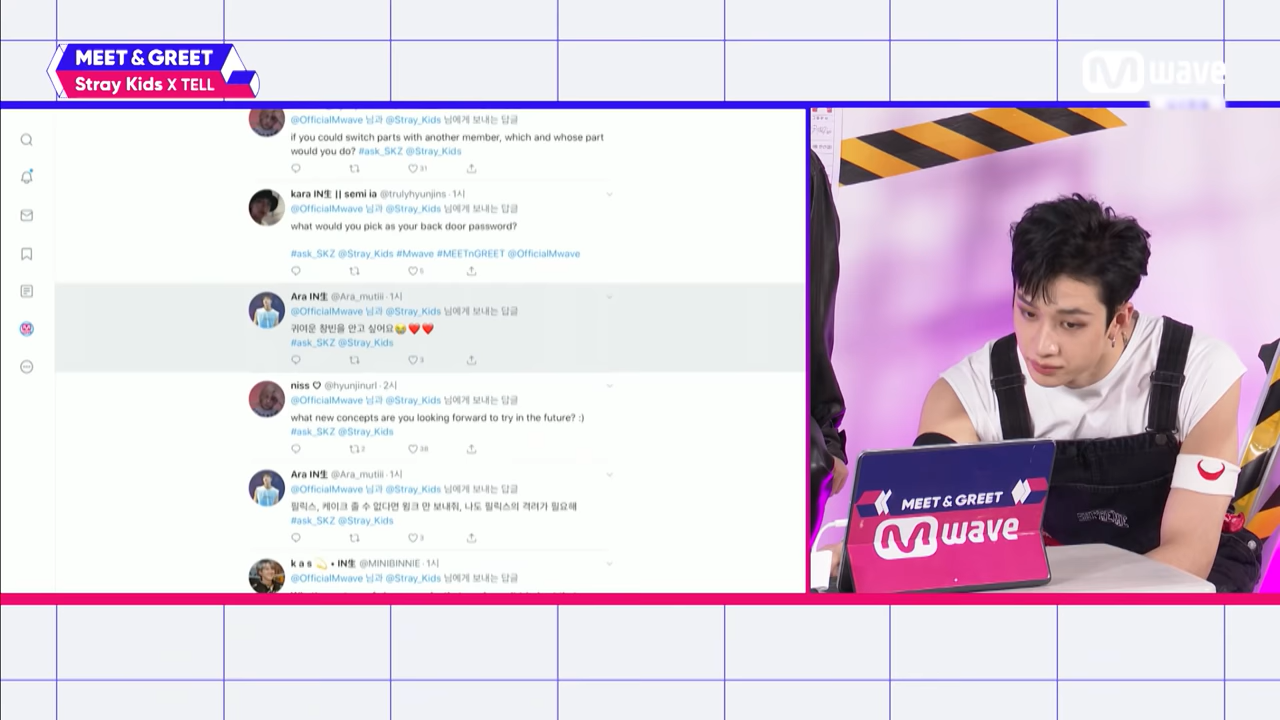 MEET & GREET
Stray Kids X TELL
Mwave
@OfficialMwave 님과 @Stray_Kids 님에게 보내는 답글
if you could switch parts with another member, which and whose part
would you do? #ask_SKZ @Stray_Kids
31
kara IN生 || semi ia @trulyhyunjins · 1시
@OfficialMwave 님과 @Stray_Kids 님에게 보내는 답글
what would you pick as your back door password?
#ask_SKZ @Stray_Kids #Mwave #MEETnGREET @OfficialMwave
6
Ara IN生 @Ara_mutiii · 1시
@OfficialMwave 님과 @Stray_Kids 님에게 보내는 답글
귀여운 창빈을 안고 싶어요😭❤️❤️
#ask_SKZ @Stray_Kids
3
niss ♡ @hyunjinurl · 2시
@OfficialMwave 님과 @Stray_Kids 님에게 보내는 답글
what new concepts are you looking forward to try in the future? :)
#ask_SKZ @Stray_Kids
2 38
Ara IN生 @Ara_mutiii · 1시
@OfficialMwave 님과 @Stray_Kids 님에게 보내는 답글
릴릭스, 케이크 줄 수 없다면 윙크 만 보내줘, 나도 릴릭스의 격려가 필요해
#ask_SKZ @Stray_Kids
3
k a s 💫 • IN生 @MINIBINNIE · 1시
@OfficialMwave 님과 @Stray_Kids 님에게 보내는 답글
MEET & GREET
Mwave